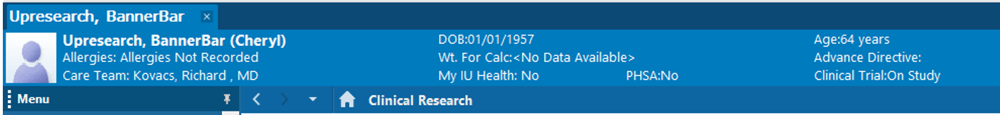 Upresearch, BannerBar ×
Upresearch, BannerBar (Cheryl) DOB:01/01/1957 Age:64 years
Allergies: Allergies Not Recorded Wt. For Calc:<No Data Available> Advance Directive:
Care Team: Kovacs, Richard , MD My IU Health: No PHSA:No Clinical Trial:On Study
Menu Clinical Research